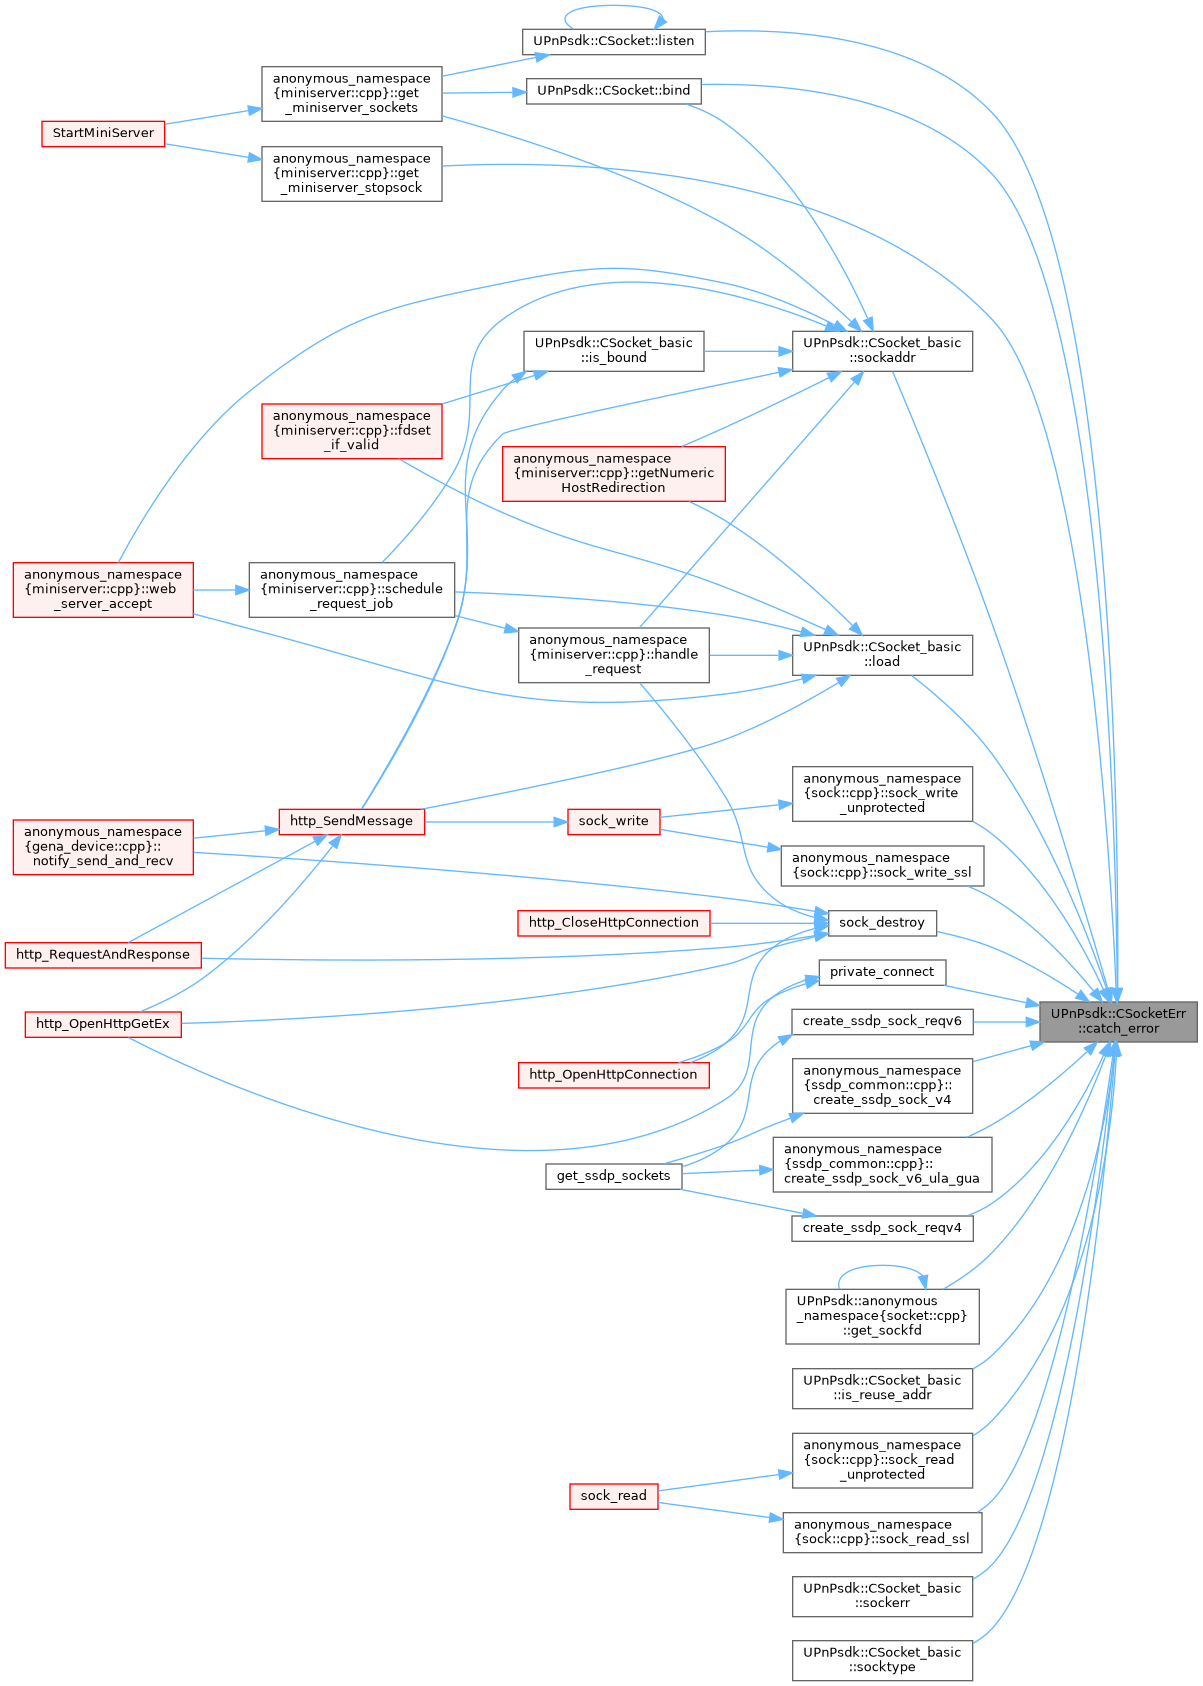 UPnPsdk::CSocket::listen
anonymous_namespace
{miniserver::cpp}::get
_miniserver_sockets
UPnPsdk::CSocket::bind
StartMiniServer
anonymous_namespace
{miniserver::cpp}::get
_miniserver_stopsock
UPnPsdk::CSocket_basic
::is_bound
UPnPsdk::CSocket_basic
::sockaddr
anonymous_namespace
{miniserver::cpp}::fdset
_if_valid
anonymous_namespace
{miniserver::cpp}::getNumeric
HostRedirection
anonymous_namespace
{miniserver::cpp}::web
_server_accept
anonymous_namespace
{miniserver::cpp}::schedule
_request_job
anonymous_namespace
{miniserver::cpp}::handle
_request
UPnPsdk::CSocket_basic
::load
anonymous_namespace
{sock::cpp}::sock_write
_unprotected
http_SendMessage
sock_write
anonymous_namespace
{gena_device::cpp}::
notify_send_and_recv
anonymous_namespace
{sock::cpp}::sock_write_ssl
http_CloseHttpConnection
sock_destroy
http_RequestAndResponse
private_connect
http_OpenHttpGetEx
create_ssdp_sock_reqv6
UPnPsdk::CSocketErr
::catch_error
http_OpenHttpConnection
anonymous_namespace
{ssdp_common::cpp}::
create_ssdp_sock_v4
get_ssdp_sockets
anonymous_namespace
{ssdp_common::cpp}::
create_ssdp_sock_v6_ula_gua
create_ssdp_sock_reqv4
UPnPsdk::anonymous
_namespace{socket::cpp}
::get_sockfd
UPnPsdk::CSocket_basic
::is_reuse_addr
anonymous_namespace
{sock::cpp}::sock_read
_unprotected
sock_read
anonymous_namespace
{sock::cpp}::sock_read_ssl
UPnPsdk::CSocket_basic
::sockerr
UPnPsdk::CSocket_basic
::socktype